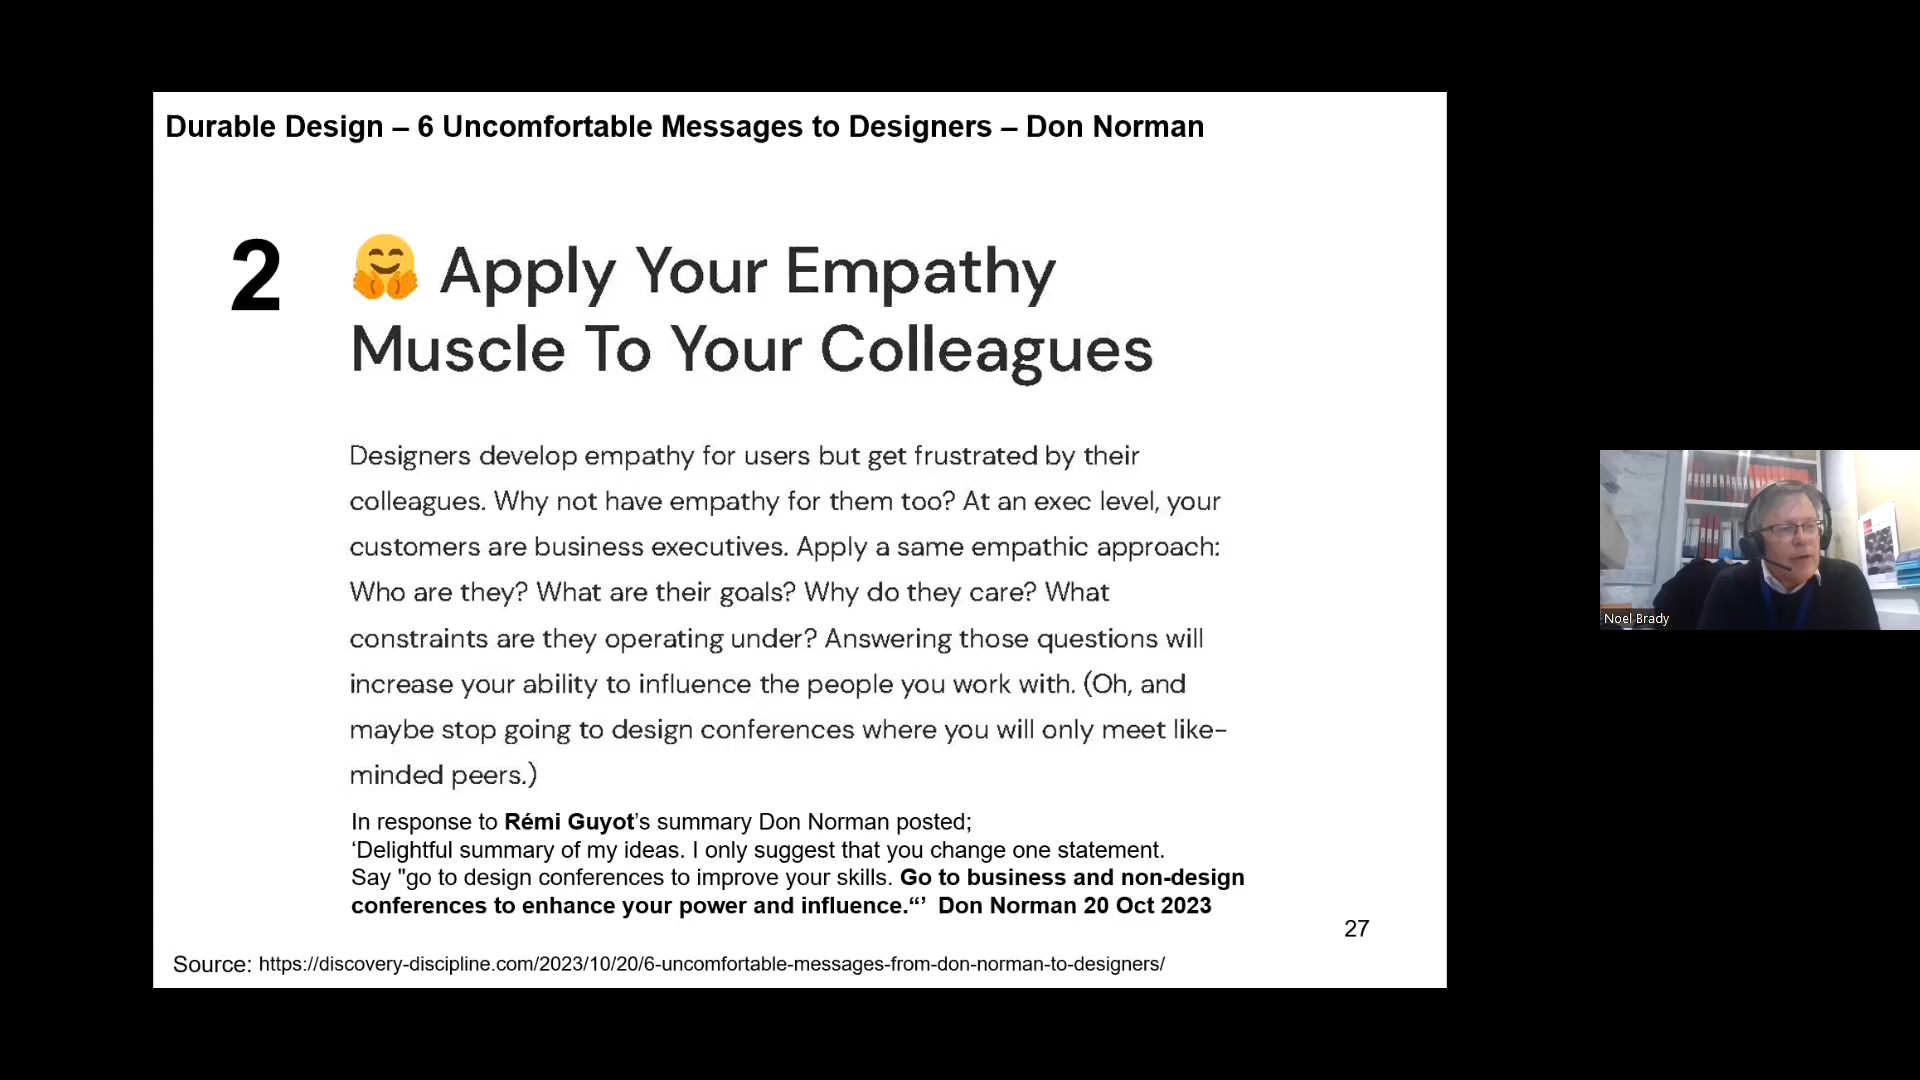 Durable Design – 6 Uncomfortable Messages to Designers – Don Norman
2
🤗 Apply Your Empathy
Muscle To Your Colleagues
Designers develop empathy for users but get frustrated by their
colleagues. Why not have empathy for them too? At an exec level, your
customers are business executives. Apply a same empathic approach:
Who are they? What are their goals? Why do they care? What
constraints are they operating under? Answering those questions will
increase your ability to influence the people you work with. (Oh, and
maybe stop going to design conferences where you will only meet like-
minded peers.)
In response to Rémi Guyot’s summary Don Norman posted;
‘Delightful summary of my ideas. I only suggest that you change one statement.
Say "go to design conferences to improve your skills. Go to business and non-design
conferences to enhance your power and influence.“’ Don Norman 20 Oct 2023
27
Source: https://discovery-discipline.com/2023/10/20/6-uncomfortable-messages-from-don-norman-to-designers/
Noel Brady